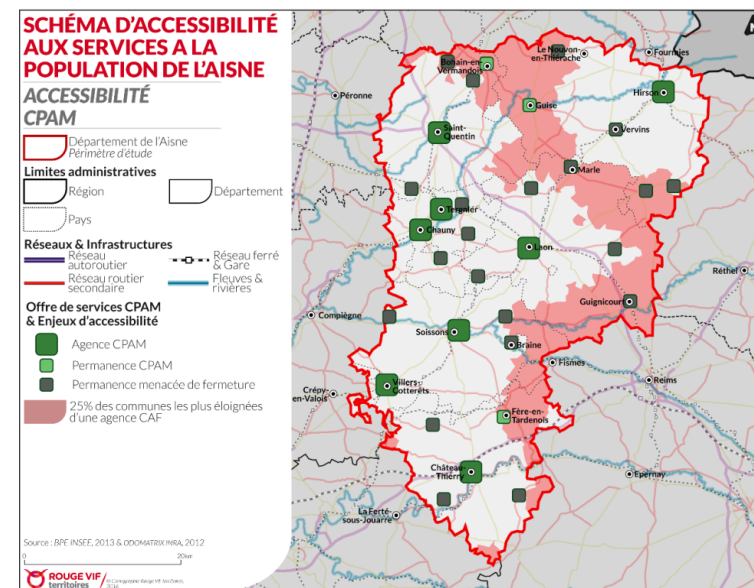 SCHÉMA D'ACCESSIBILITÉ
AUX SERVICES A LA
POPULATION DE L'AISNE
ACCESSIBILITÉ
CPAM
Département de l'Aisne
Périmètre d'étude
Limites administratives
Région
Département
Pays
Réseaux & Infrastructures
Réseau
autoroutier
Réseau ferré
& Gare
Réseau routier
secondaire
Fleuves &
rivières
Offre de services CPAM
& Enjeux d'accessibilité
Agence CPAM
Permanence CPAM
Permanence menacée de fermeture
25% des communes les plus éloignées
d'une agence CAF
Source : BPE INSEE, 2013 & ODOMATRIX INRA, 2012
0
20km
ROUGE VIF
territoires
© Cartographie Rouge Vif territoires,
2016
Bohain-en-
Vermandois
Le Nouvion-
en-Thiérache
Fourmies
Péronne
Hirson
Guise
Saint-
Quentin
Vervins
Marle
Tergnier
Chauny
Laon
Réthel
Guignicourt
Compiègne
Soissons
Braine
Fismes
Reims
Crépy-
en-Valois
Villers-
Cotterêts
Fère-en-
Tardenois
Château-
Thierry
Epernay
La Ferté-
sous-Jouarre